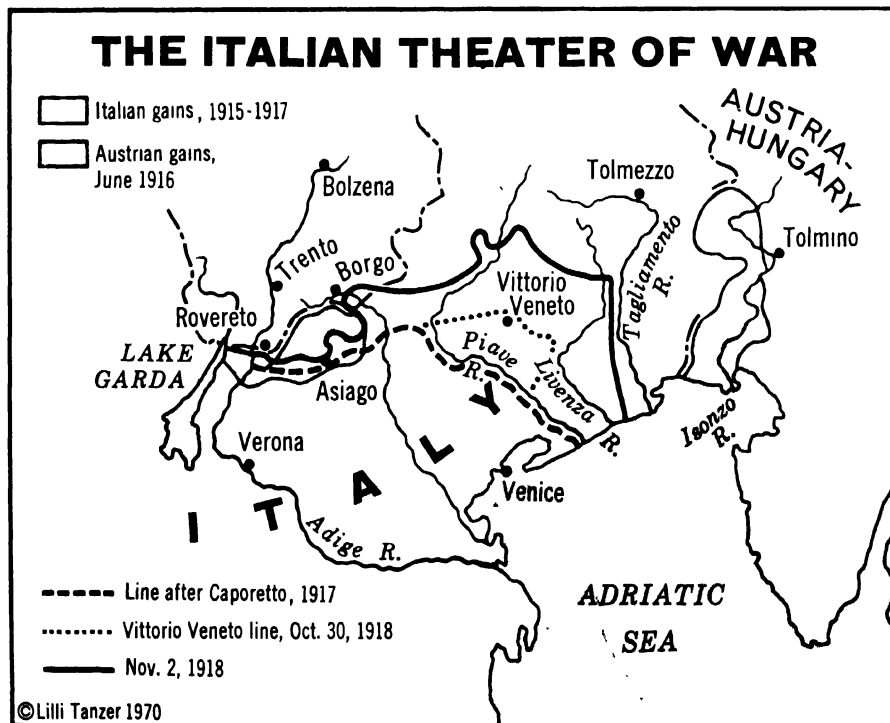 THE ITALIAN THEATER OF WAR
Italian gains, 1915-1917
Austrian gains,
June 1916
AUSTRIA-
HUNGARY
Bolzena
Tolmezzo
Tolmino
Trento
Borgo
Tagliamento
R.
Vittorio
Veneto
Rovereto
LAKE
GARDA
Piave
R.
Livenza
R.
Asiago
Isonzo
R.
Verona
Venice
ITALY
Adige R.
ADRIATIC
SEA
Line after Caporetto, 1917
Vittorio Veneto line, Oct. 30, 1918
Nov. 2, 1918
©Lilli Tanzer 1970